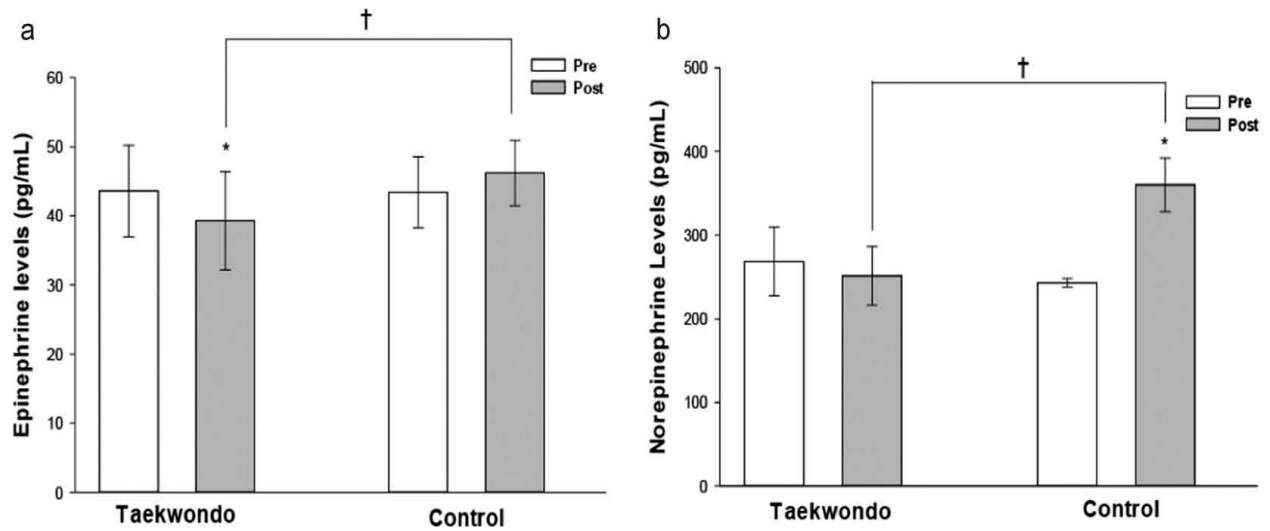 a
†
Pre
Post
60
50
40
30
20
10
0
Epinephrine levels (pg/mL)
*
Taekwondo
Control
b
†
Pre
Post
500
400
300
200
100
0
Norepinephrine Levels (pg/mL)
*
Taekwondo
Control